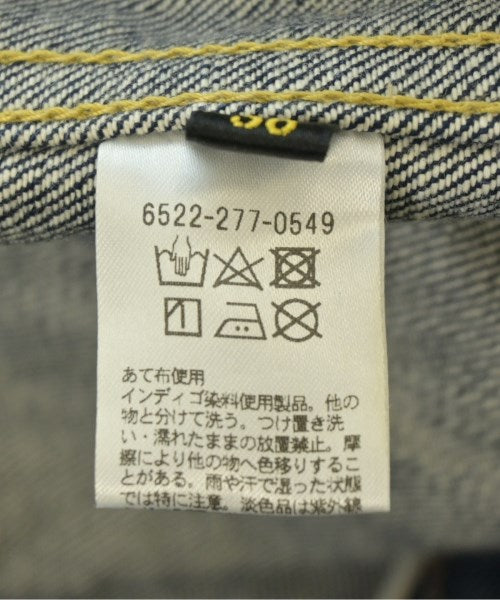 6522-277-0549
あて布使用
インディゴ染料使用製品。他の
物と分けて洗う。つけ置き洗
い・濡れたままの放置禁止。摩
擦により他の物へ色移りするこ
とがある。雨や汗で湿った状態
では特に注意。淡色品は紫外線